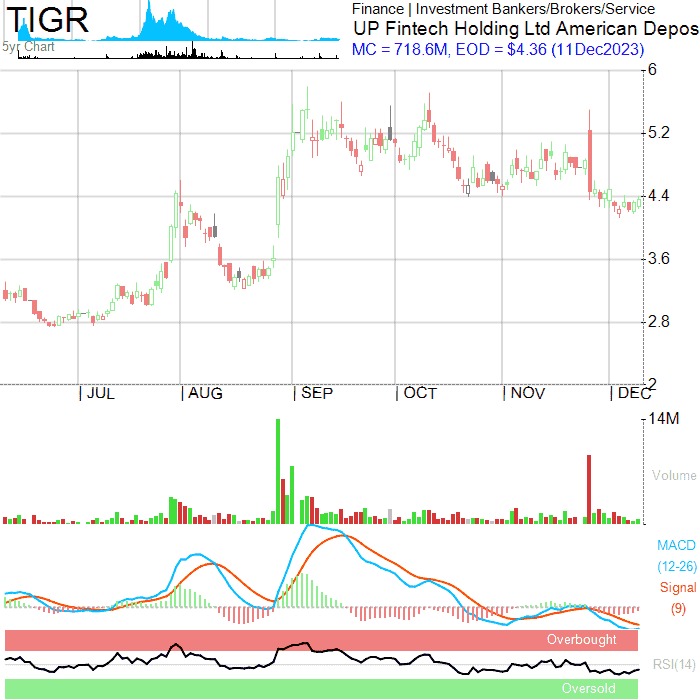 TIGR
5yr Chart
Finance | Investment Bankers/Brokers/Service
UP Fintech Holding Ltd American Depos
MC = 718.6M, EOD = $4.36 (11Dec2023)
6
5.2
4.4
3.6
2.8
2
| JUL | AUG | SEP | OCT | NOV | DEC
14M
Volume
MACD
(12-26)
Signal
(9)
Overbought
RSI(14)
Oversold